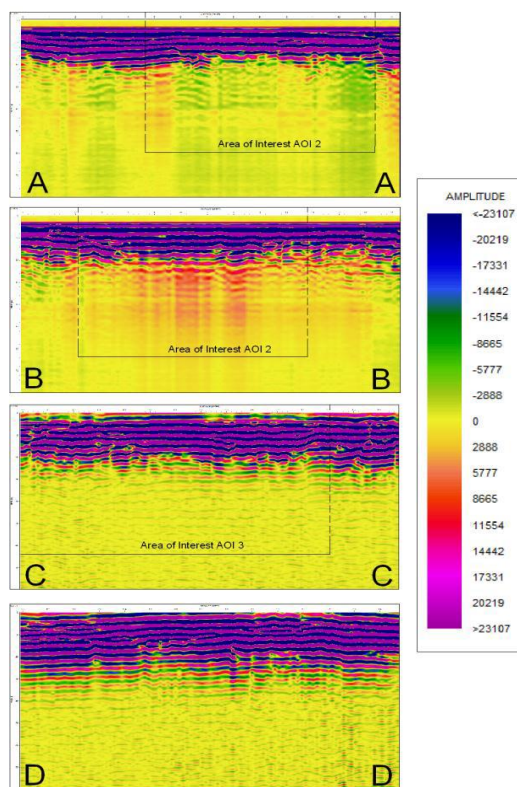 Area of Interest AOI 2
A A
Area of Interest AOI 2
B B
Area of Interest AOI 3
C C
D D
AMPLITUDE
<-23107
-20219
-17331
-14442
-11554
-8665
-5777
-2888
0
2888
5777
8665
11554
14442
17331
20219
>23107